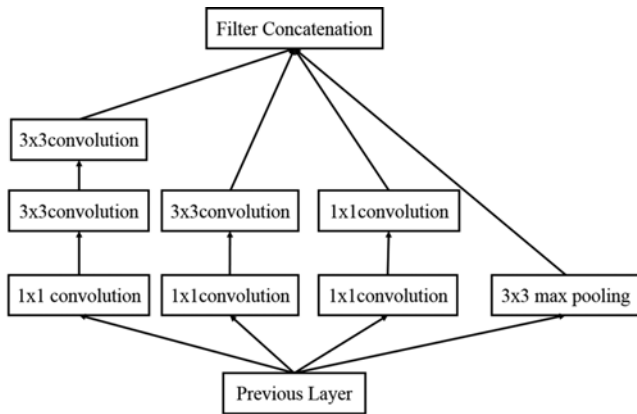 Filter Concatenation
3x3convolution
3x3convolution
3x3convolution
1x1convolution
1x1 convolution
1x1convolution
1x1convolution
3x3 max pooling
Previous Layer